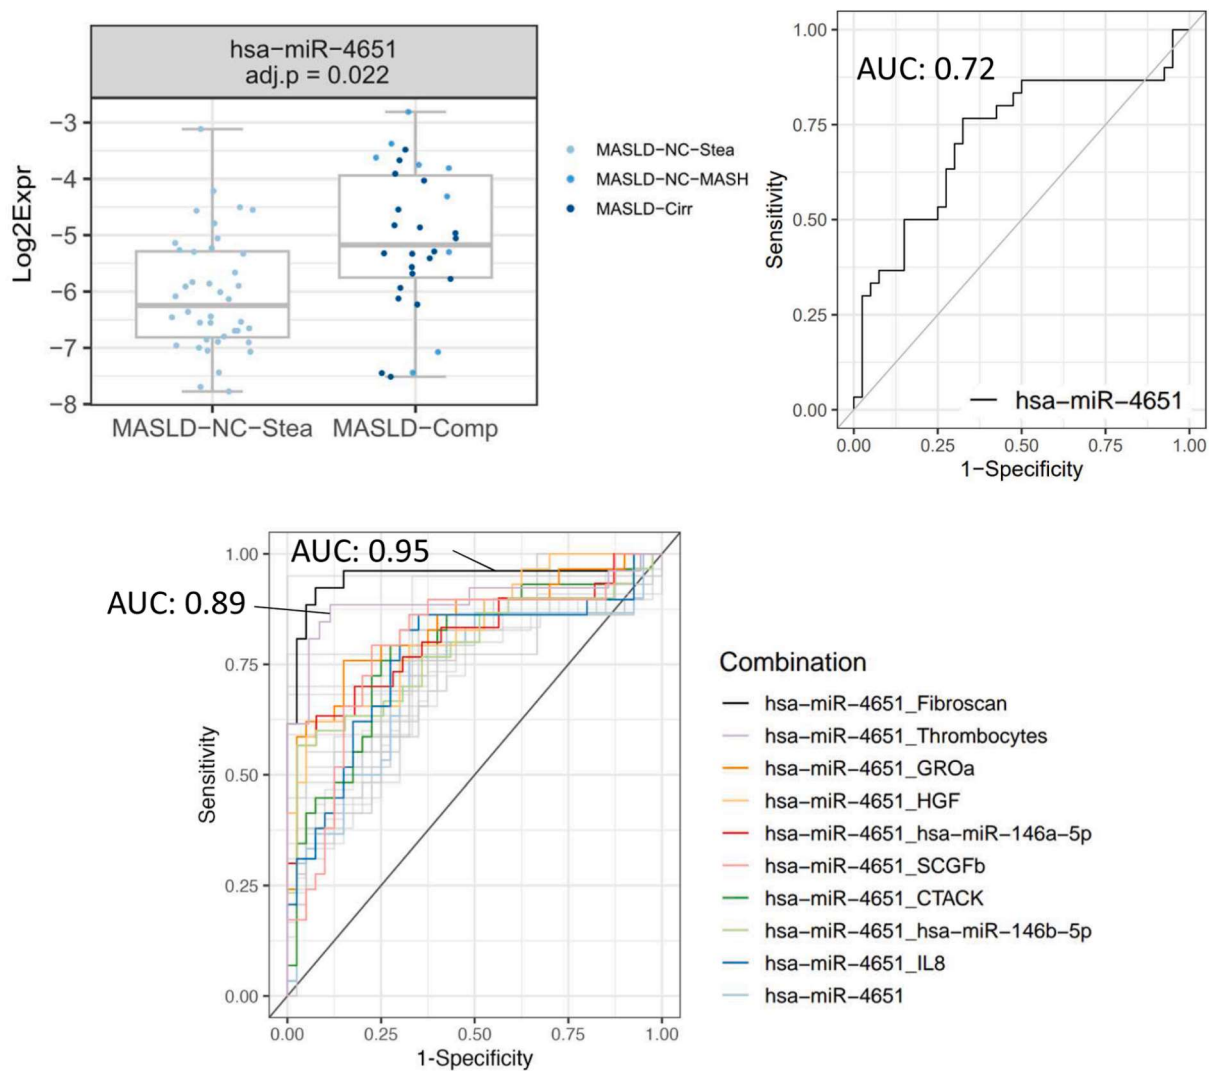 hsa-miR-4651
adj.p = 0.022
Log2Expr
-3
-4
-5
-6
-7
-8
MASLD-NC-Stea MASLD-Comp
MASLD-NC-Stea
MASLD-NC-MASH
MASLD-Cirr
AUC: 0.72
Sensitivity
1.00
0.75
0.50
0.25
0.00
hsa-miR-4651
0.00 0.25 0.50 0.75 1.00
1-Specificity
AUC: 0.95
AUC: 0.89
Sensitivity
1.00
0.75
0.50
0.25
0.00
0.00 0.25 0.50 0.75 1.00
1-Specificity
Combination
hsa-miR-4651_Fibroscan
hsa-miR-4651_Thrombocytes
hsa-miR-4651_GROa
hsa-miR-4651_HGF
hsa-miR-4651_hsa-miR-146a-5p
hsa-miR-4651_SCGFb
hsa-miR-4651_CTACK
hsa-miR-4651_hsa-miR-146b-5p
hsa-miR-4651_IL8
hsa-miR-4651